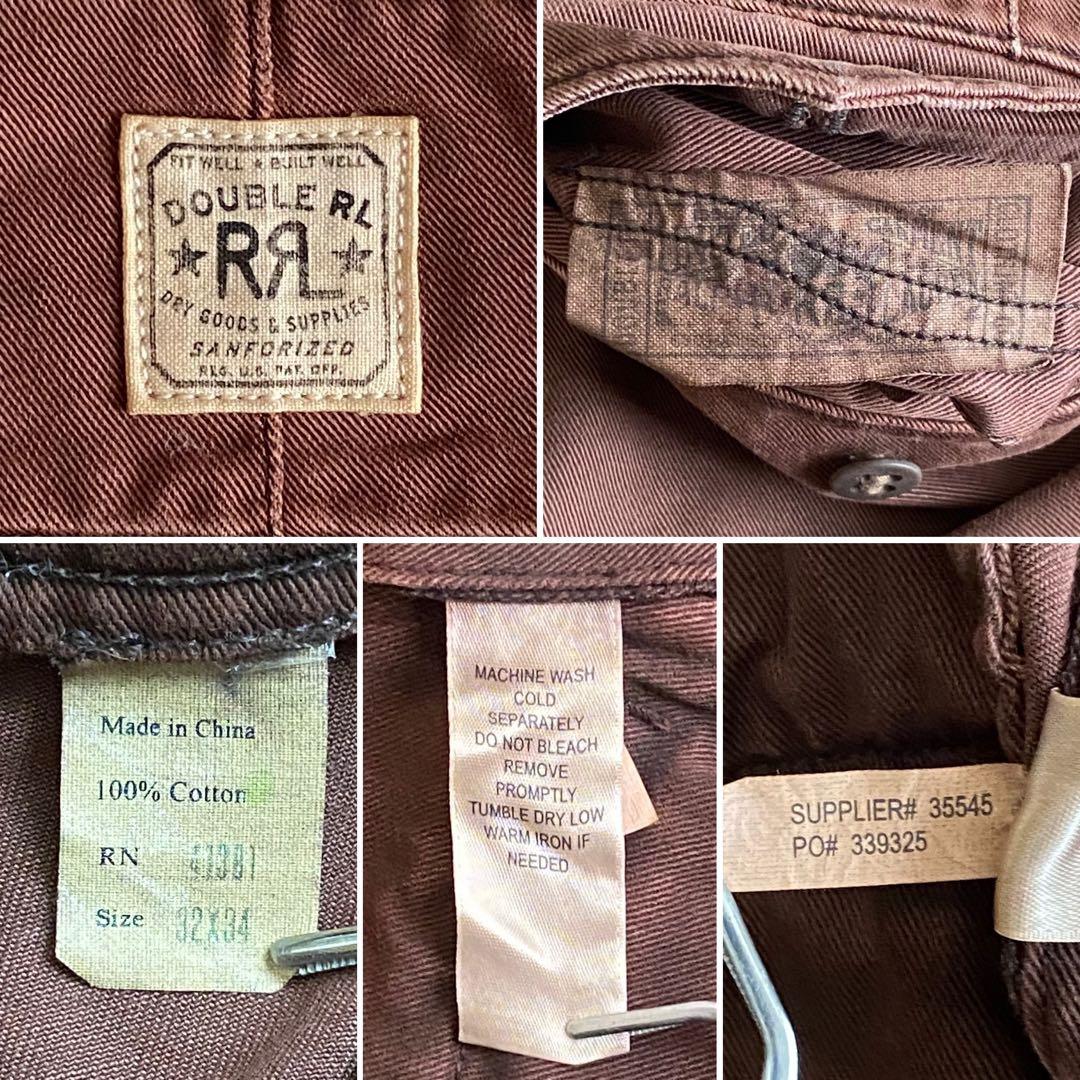 FIT WELL & BUILT WELL
DOUBLE RL
RRL
DRY GOODS & SUPPLIES
SANFORIZED
REG. U.S. PAT. OFF.
Made in China
100% Cotton
RN 41381
Size 32X34
MACHINE WASH
COLD
SEPARATELY
DO NOT BLEACH
REMOVE
PROMPTLY
TUMBLE DRY LOW
WARM IRON IF
NEEDED
SUPPLIER# 35545
PO# 339325